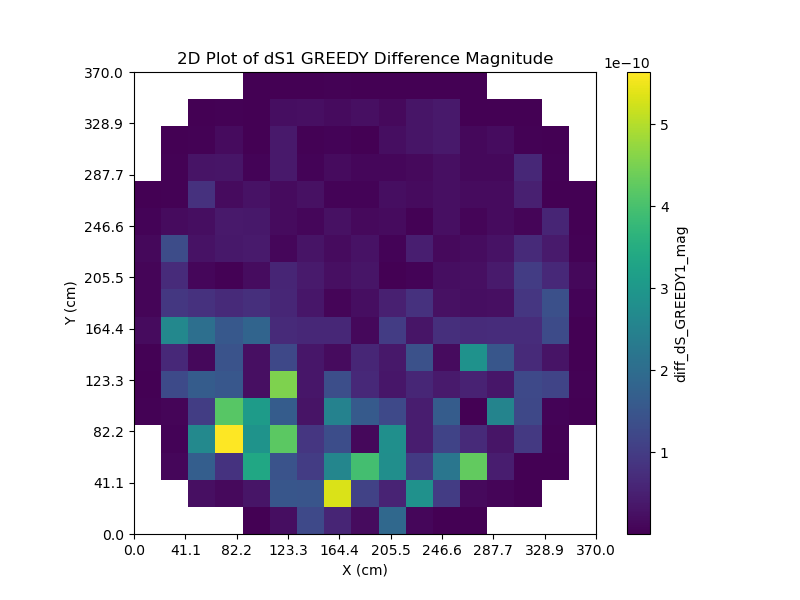 2D Plot of dS1 GREEDY Difference Magnitude
1e−10
370.0
328.9
287.7
246.6
205.5
164.4
123.3
82.2
41.1
0.0
Y (cm)
0.0 41.1 82.2 123.3 164.4 205.5 246.6 287.7 328.9 370.0
X (cm)
5
4
3
2
1
diff_dS_GREEDY1_mag